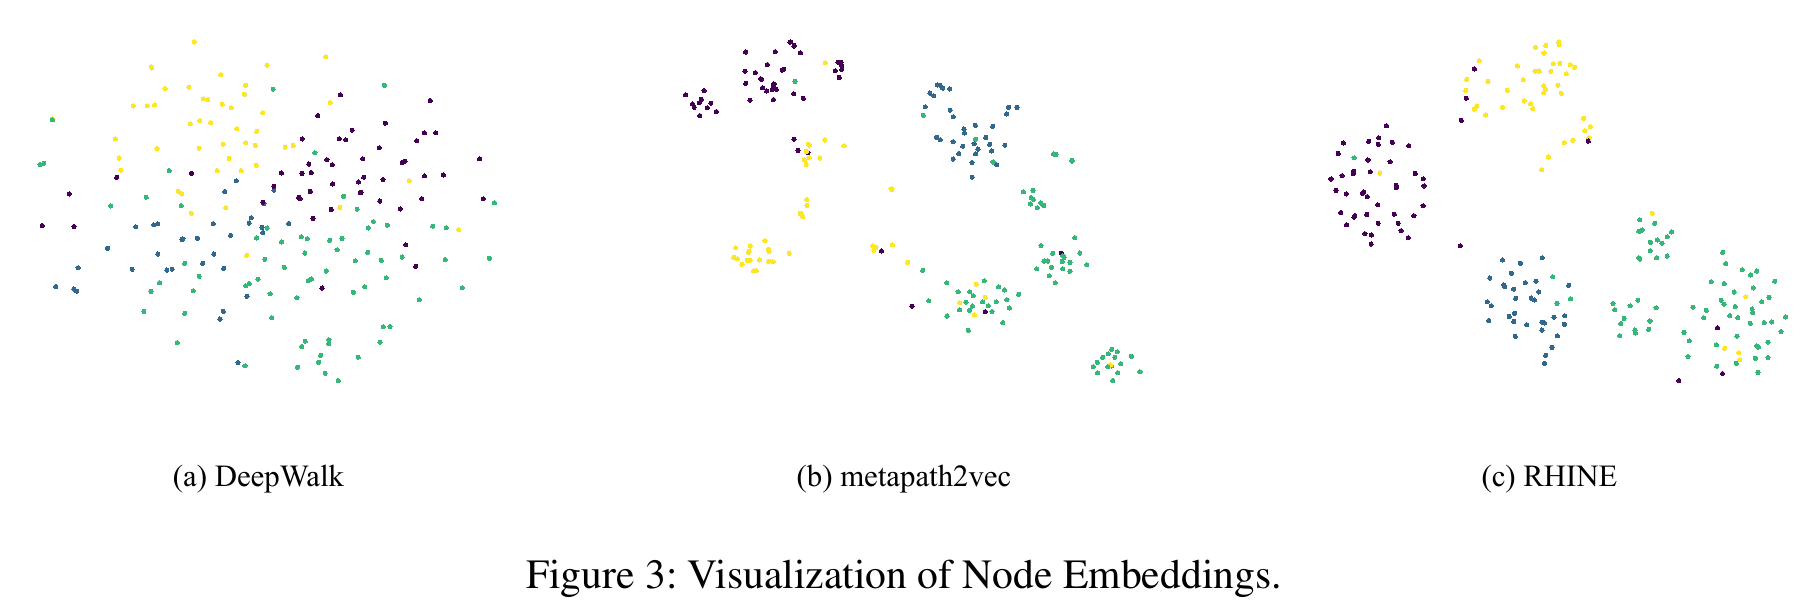 (a) DeepWalk
(b) metapath2vec
(c) RHINE
Figure 3: Visualization of Node Embeddings.